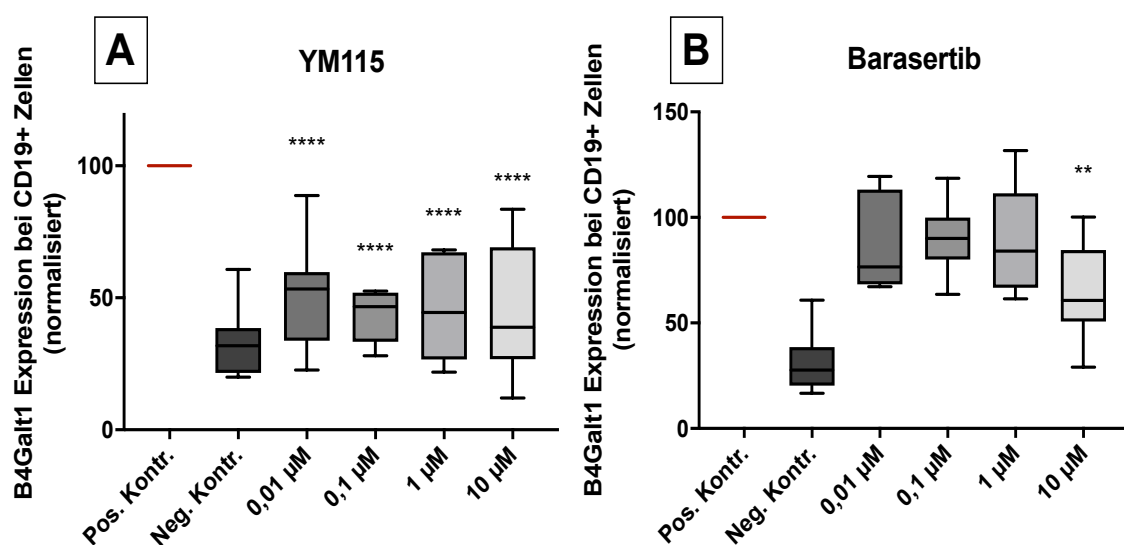 A
YM115
B4Galt1 Expression bei CD19+ Zellen
(normalisiert)
100
50
0
****
****
****
****
Pos. Kontr.
Neg. Kontr.
0,01 µM
0,1 µM
1 µM
10 µM
B
Barasertib
B4Galt1 Expression bei CD19+ Zellen
(normalisiert)
150
100
50
0
**
Pos. Kontr.
Neg. Kontr.
0,01 µM
0,1 µM
1 µM
10 µM